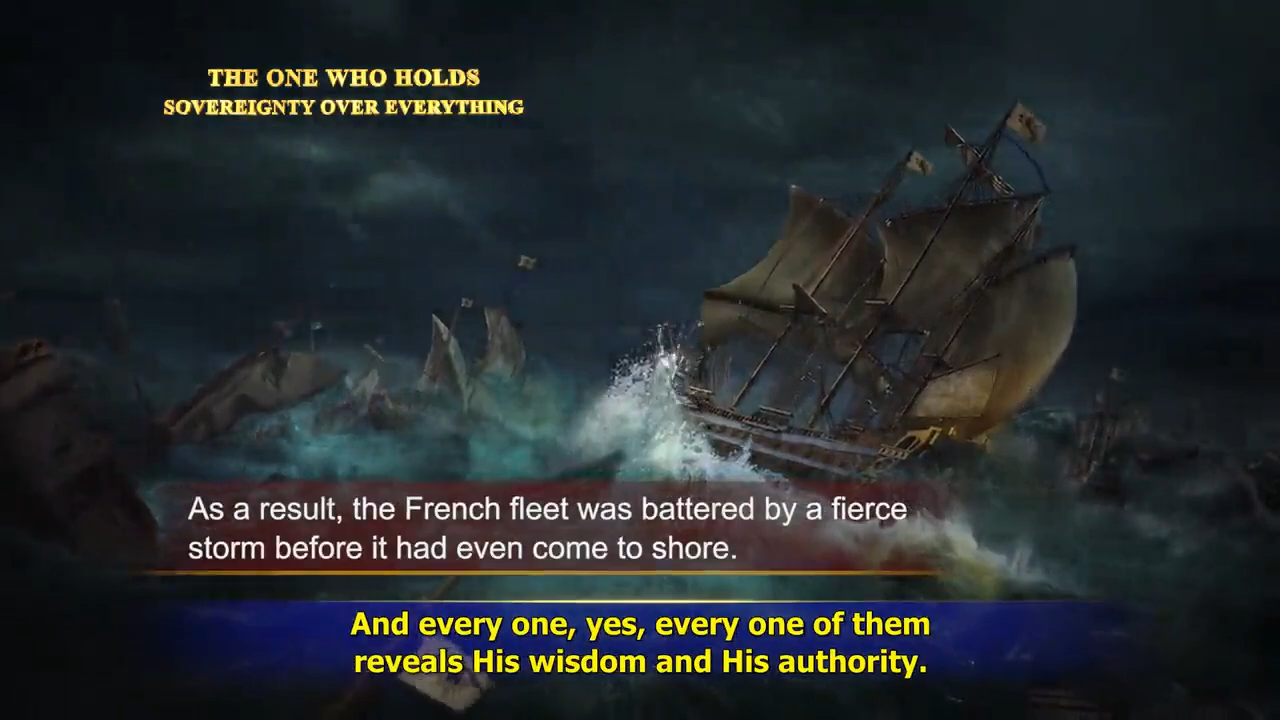 THE ONE WHO HOLDS
SOVEREIGNTY OVER EVERYTHING
As a result, the French fleet was battered by a fierce
storm before it had even come to shore.
And every one, yes, every one of them
reveals His wisdom and His authority.